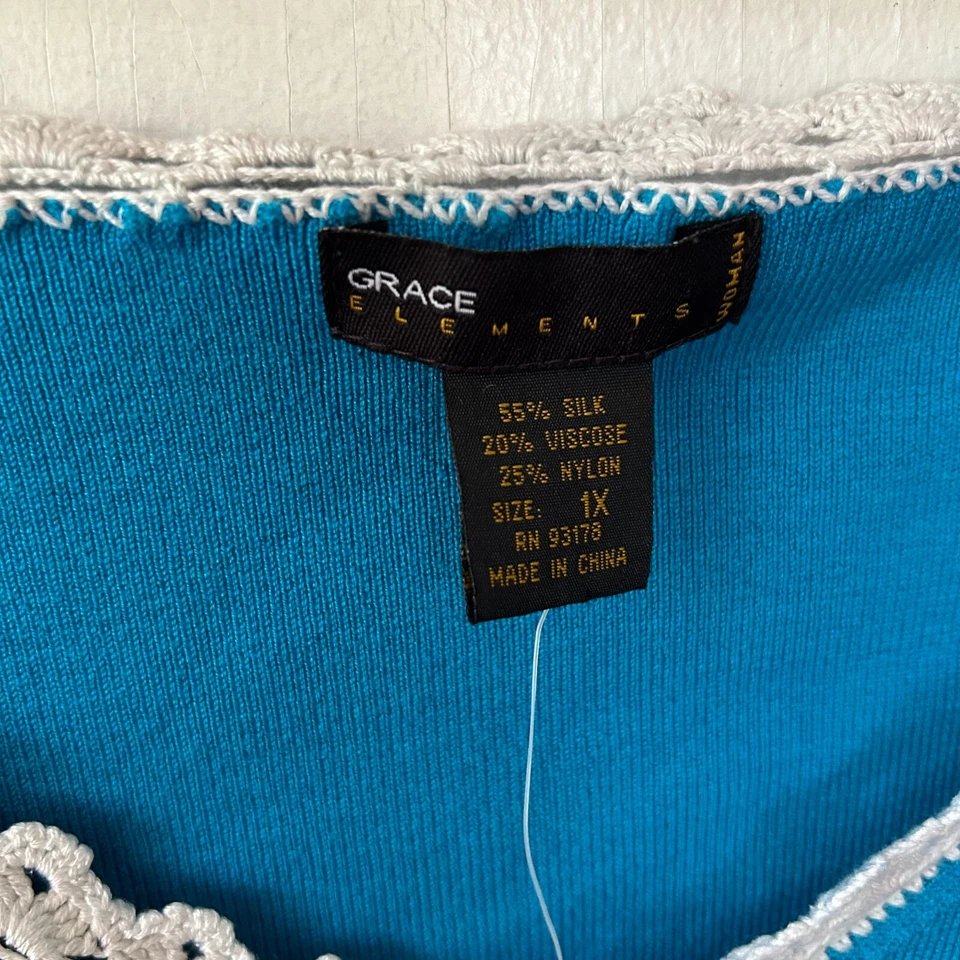 GRACE
ELEMENTS
WOMAN
55% SILK
20% VISCOSE
25% NYLON
SIZE: 1X
RN 93178
MADE IN CHINA